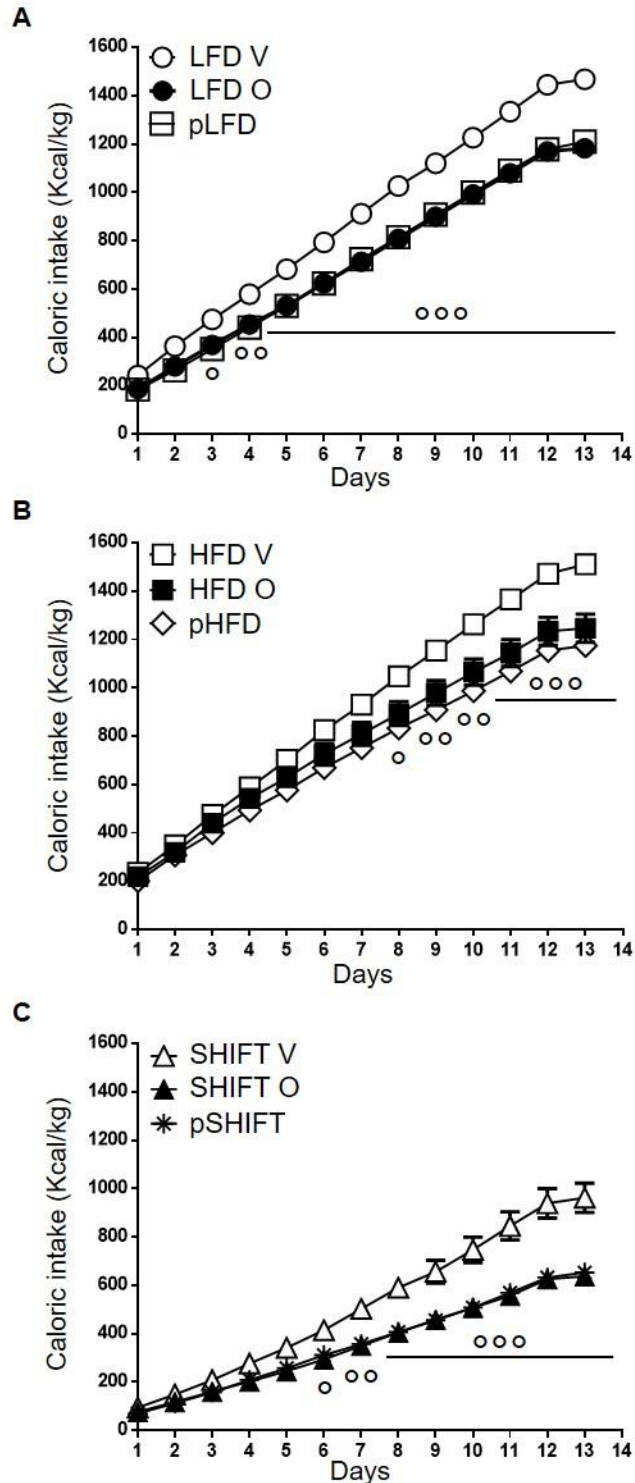 A
Caloric intake (Kcal/kg)
1600
1400
1200
1000
800
600
400
200
0
LFD V
LFD O
pLFD
1 2 3 4 5 6 7 8 9 10 11 12 13 14
Days
B
Caloric intake (Kcal/kg)
1600
1400
1200
1000
800
600
400
200
0
HFD V
HFD O
pHFD
1 2 3 4 5 6 7 8 9 10 11 12 13 14
Days
C
Caloric intake (Kcal/kg)
1600
1400
1200
1000
800
600
400
200
0
SHIFT V
SHIFT O
pSHIFT
1 2 3 4 5 6 7 8 9 10 11 12 13 14
Days